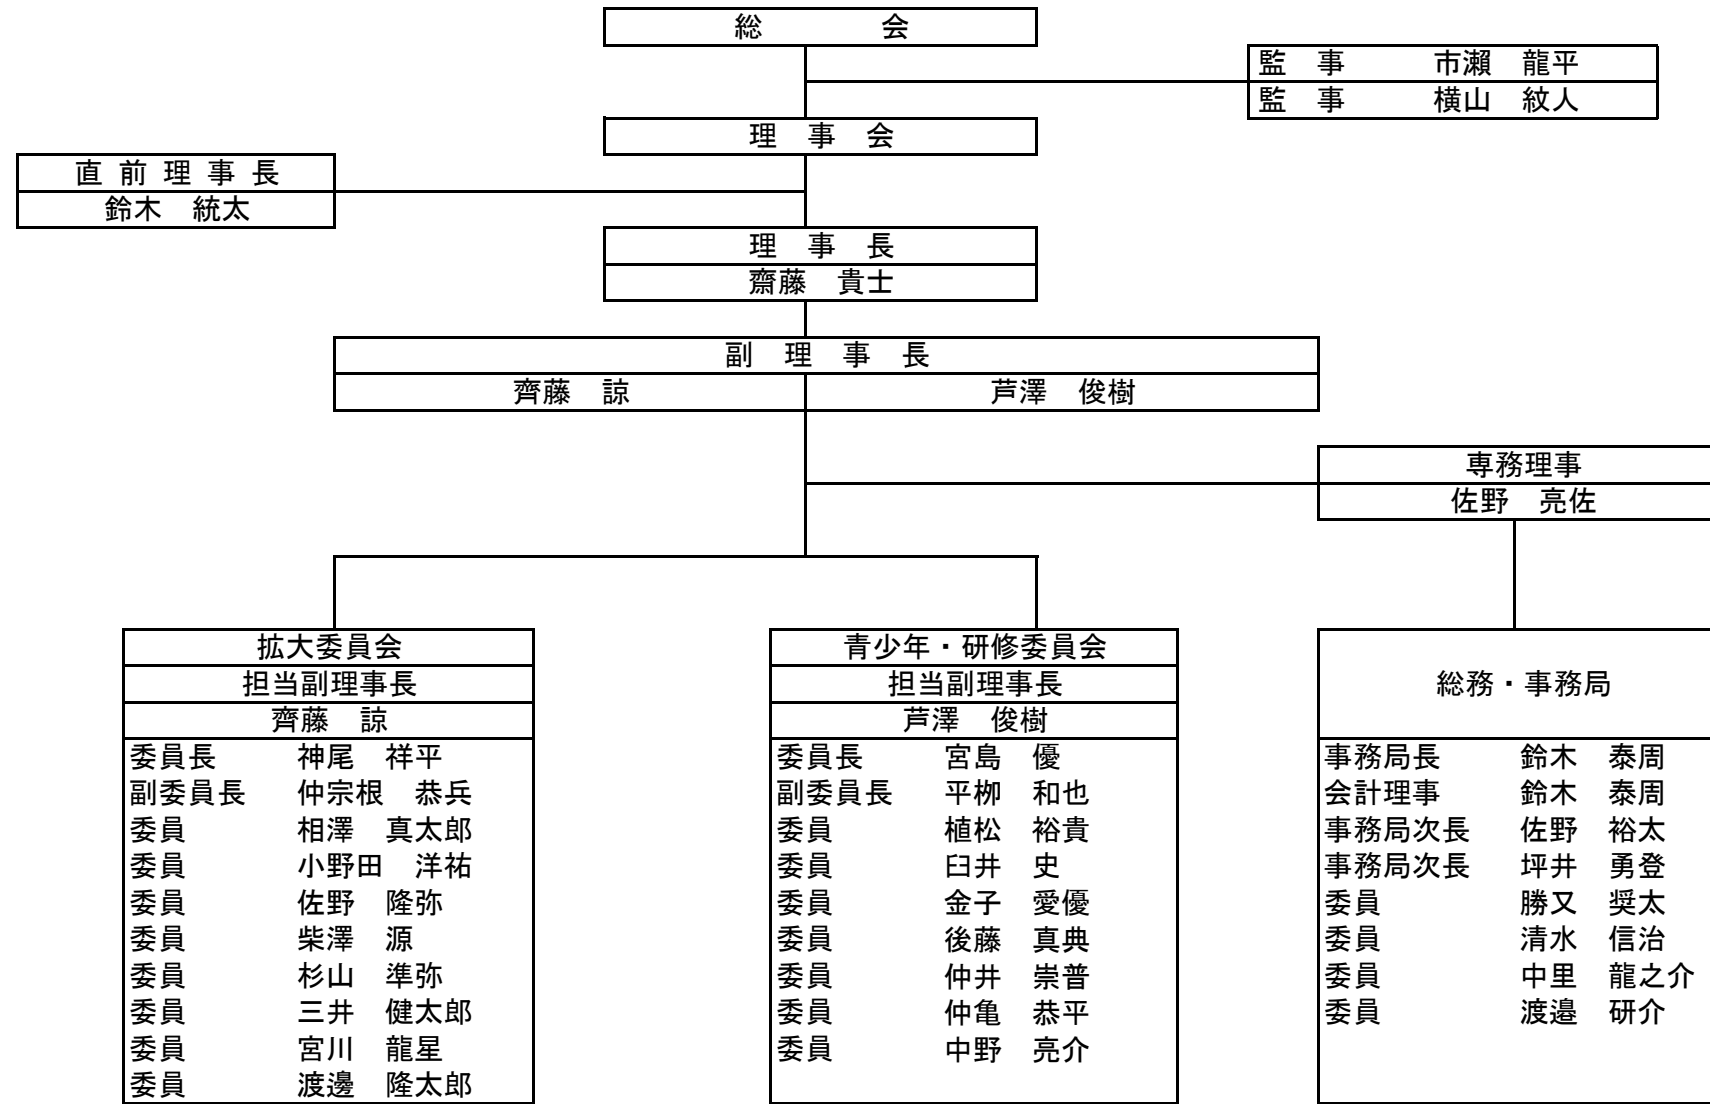 総　会
監　事　市瀬　龍平
監　事　横山　紋人
理　事　会
直 前 理 事 長
鈴木　統太
理　事　長
齋藤　貴士
副　理　事　長
齊藤　諒　芦澤　俊樹
専務理事
佐野　亮佐
拡大委員会
担当副理事長
齊藤　諒
委員長　神尾　祥平
副委員長　仲宗根　恭兵
委員　相澤　真太郎
委員　小野田　洋祐
委員　佐野　隆弥
委員　柴澤　源
委員　杉山　準弥
委員　三井　健太郎
委員　宮川　龍星
委員　渡邊　隆太郎
青少年・研修委員会
担当副理事長
芦澤　俊樹
委員長　宮島　優
副委員長　平栁　和也
委員　植松　裕貴
委員　臼井　史
委員　金子　愛優
委員　後藤　真典
委員　仲井　崇普
委員　仲亀　恭平
委員　中野　亮介
総務・事務局
事務局長　鈴木　泰周
会計理事　鈴木　泰周
事務局次長　佐野　裕太
事務局次長　坪井　勇登
委員　勝又　奨太
委員　清水　信治
委員　中里　龍之介
委員　渡邉　研介